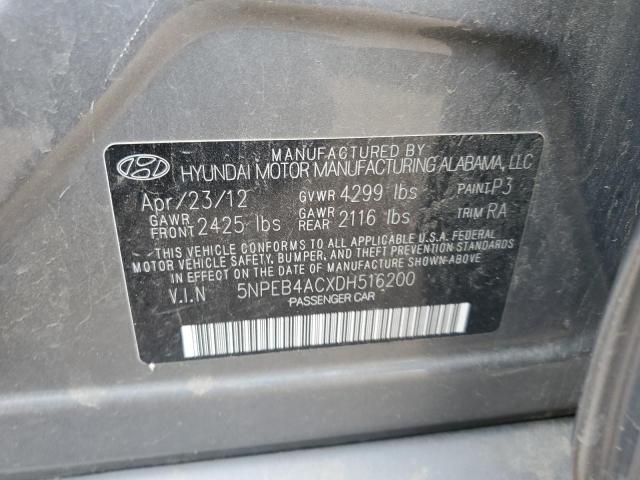 MANUFACTURED BY
HYUNDAI MOTOR MANUFACTURING ALABAMA, LLC
Apr/23/12 GVWR 4299 lbs PAINT P3
GAWR FRONT 2425 lbs GAWR REAR 2116 lbs TRIM RA
THIS VEHICLE CONFORMS TO ALL APPLICABLE U.S.A. FEDERAL
MOTOR VEHICLE SAFETY, BUMPER, AND THEFT PREVENTION STANDARDS
IN EFFECT ON THE DATE OF MANUFACTURE SHOWN ABOVE.
V.I.N 5NPEB4ACXDH516200
PASSENGER CAR